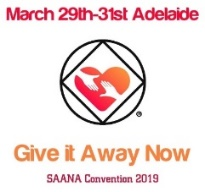 March 29th-31st Adelaide
®
Give it Away Now
SAANA Convention 2019